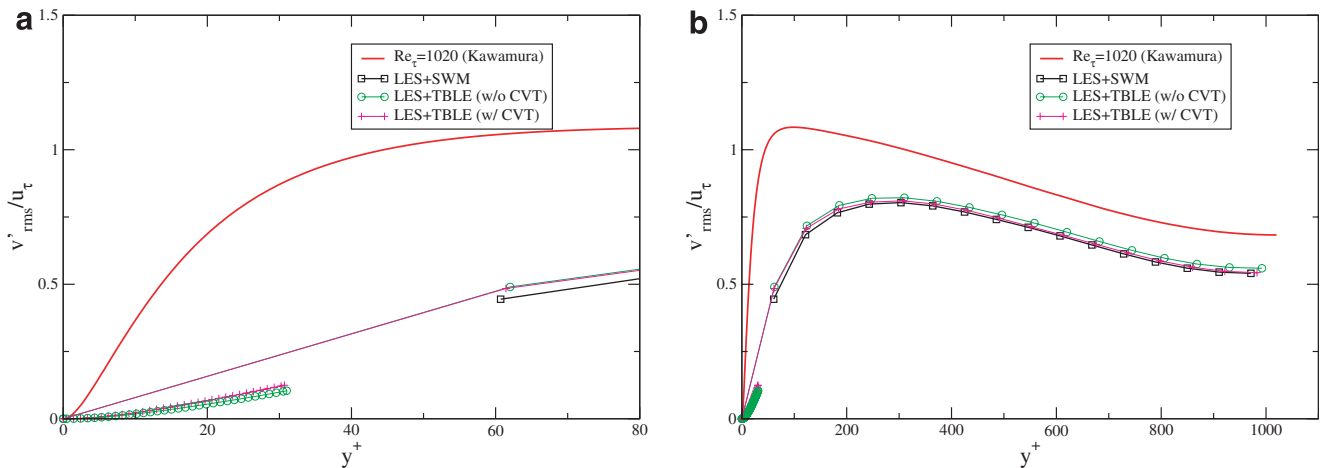 a
1.5
1
0.5
0
0
20
40
60
80
v'rms/uτ
y+
Reτ=1020 (Kawamura)
LES+SWM
LES+TBLE (w/o CVT)
LES+TBLE (w/ CVT)
b
1.5
1
0.5
0
0
200
400
600
800
1000
v'rms/uτ
y+
Reτ=1020 (Kawamura)
LES+SWM
LES+TBLE (w/o CVT)
LES+TBLE (w/ CVT)